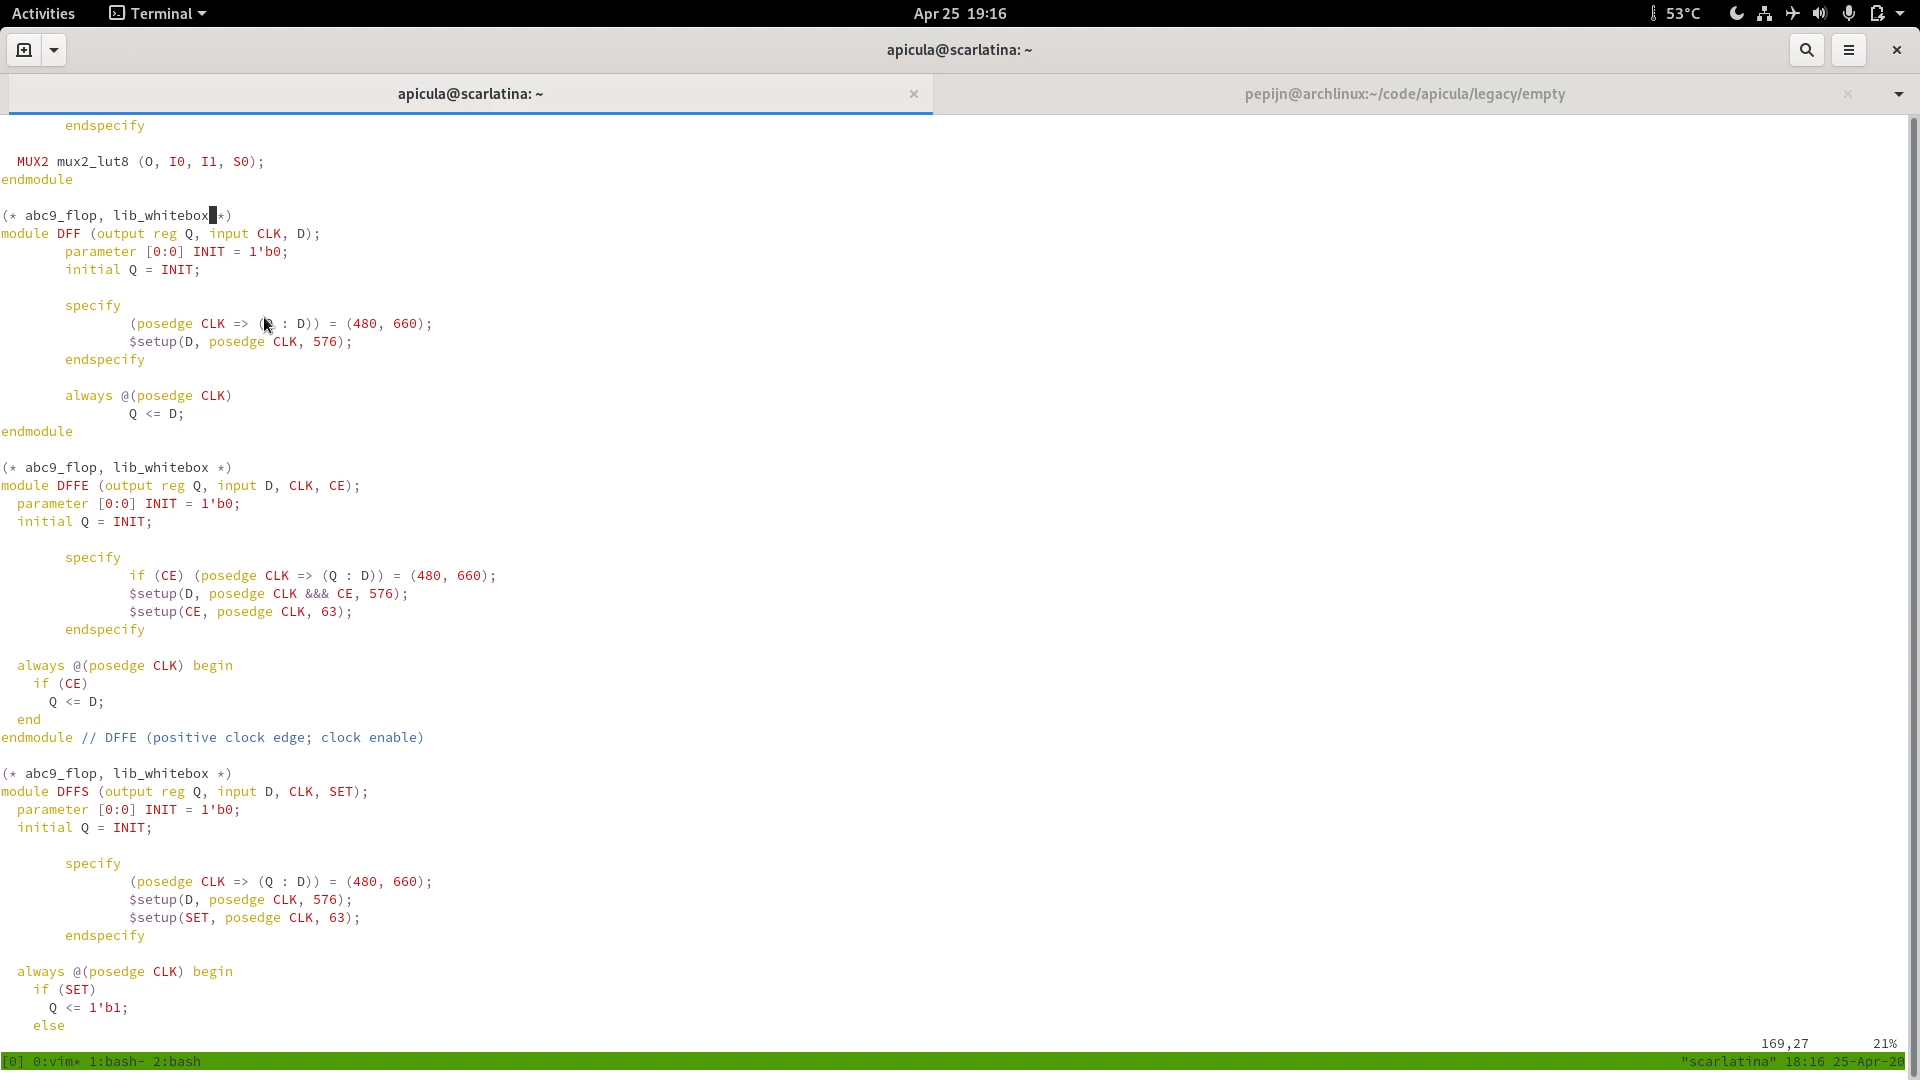 Activities Terminal Apr 25 19:16 53°C
apicula@scarlatina: ~
apicula@scarlatina: ~ pepijn@archlinux:~/code/apicula/legacy/empty
endspecify
MUX2 mux2_lut8 (O, I0, I1, S0);
endmodule
(* abc9_flop, lib_whitebox *)
module DFF (output reg Q, input CLK, D);
parameter [0:0] INIT = 1'b0;
initial Q = INIT;
specify
(posedge CLK => ( : D)) = (480, 660);
$setup(D, posedge CLK, 576);
endspecify
always @(posedge CLK)
Q <= D;
endmodule
(* abc9_flop, lib_whitebox *)
module DFFE (output reg Q, input D, CLK, CE);
parameter [0:0] INIT = 1'b0;
initial Q = INIT;
specify
if (CE) (posedge CLK => (Q : D)) = (480, 660);
$setup(D, posedge CLK &&& CE, 576);
$setup(CE, posedge CLK, 63);
endspecify
always @(posedge CLK) begin
if (CE)
Q <= D;
end
endmodule // DFFE (positive clock edge; clock enable)
(* abc9_flop, lib_whitebox *)
module DFFS (output reg Q, input D, CLK, SET);
parameter [0:0] INIT = 1'b0;
initial Q = INIT;
specify
(posedge CLK => (Q : D)) = (480, 660);
$setup(D, posedge CLK, 576);
$setup(SET, posedge CLK, 63);
endspecify
always @(posedge CLK) begin
if (SET)
Q <= 1'b1;
else
169,27 21%
[0] 0:vim* 1:bash- 2:bash "scarlatina" 18:16 25-Apr-20